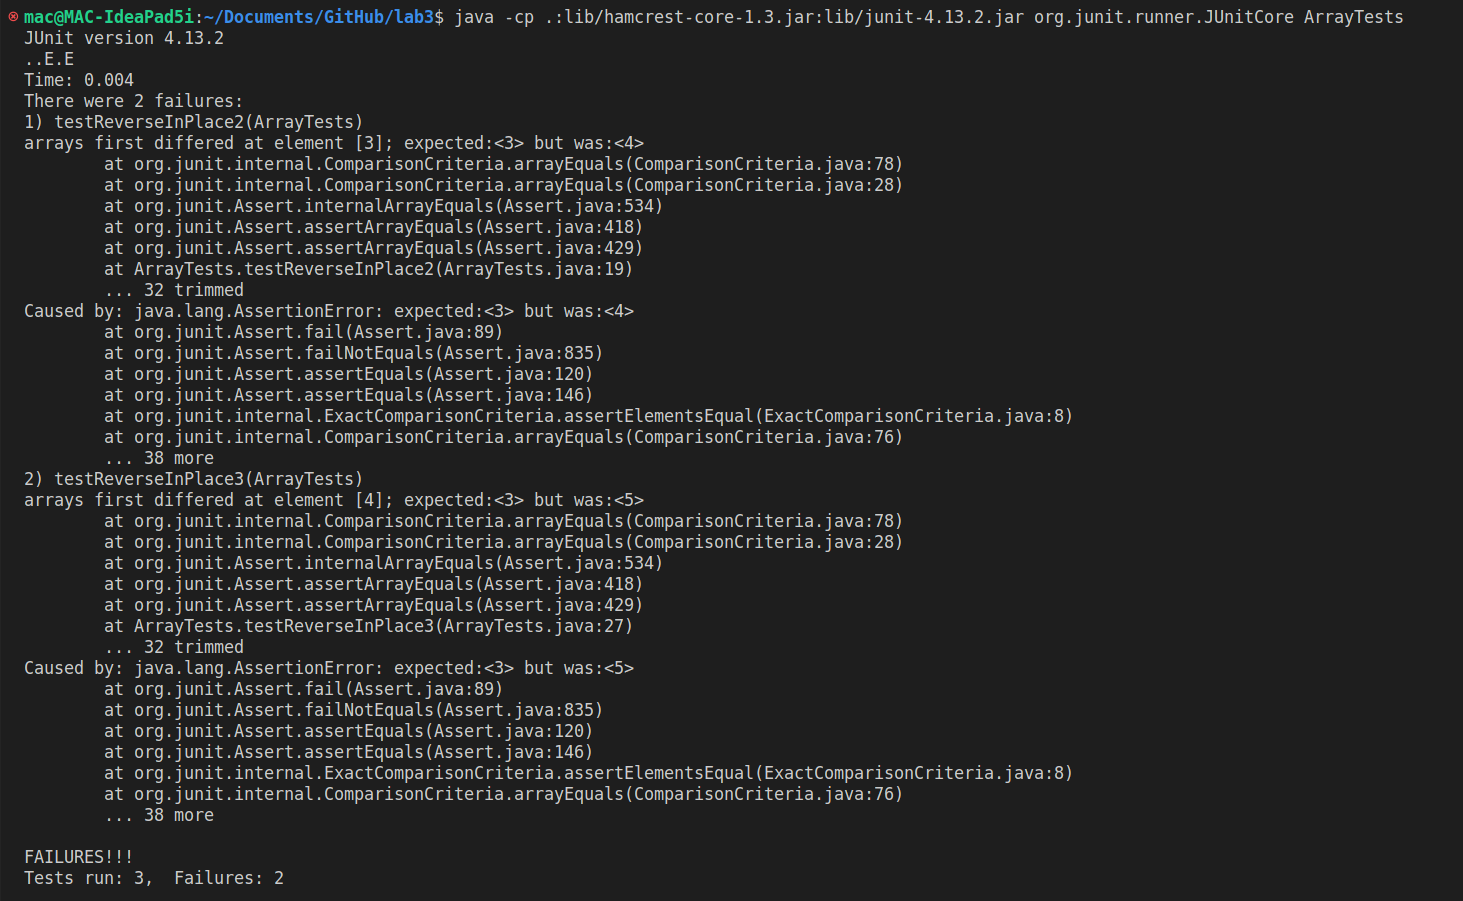 mac@MAC-IdeaPad5i:~/Documents/GitHub/lab3$ java -cp .:lib/hamcrest-core-1.3.jar:lib/junit-4.13.2.jar org.junit.runner.JUnitCore ArrayTests
JUnit version 4.13.2
..E.E
Time: 0.004
There were 2 failures:
1) testReverseInPlace2(ArrayTests)
arrays first differed at element [3]; expected:<3> but was:<4>
        at org.junit.internal.ComparisonCriteria.arrayEquals(ComparisonCriteria.java:78)
        at org.junit.internal.ComparisonCriteria.arrayEquals(ComparisonCriteria.java:28)
        at org.junit.Assert.internalArrayEquals(Assert.java:534)
        at org.junit.Assert.assertArrayEquals(Assert.java:418)
        at org.junit.Assert.assertArrayEquals(Assert.java:429)
        at ArrayTests.testReverseInPlace2(ArrayTests.java:19)
        ... 32 trimmed
Caused by: java.lang.AssertionError: expected:<3> but was:<4>
        at org.junit.Assert.fail(Assert.java:89)
        at org.junit.Assert.failNotEquals(Assert.java:835)
        at org.junit.Assert.assertEquals(Assert.java:120)
        at org.junit.Assert.assertEquals(Assert.java:146)
        at org.junit.internal.ExactComparisonCriteria.assertElementsEqual(ExactComparisonCriteria.java:8)
        at org.junit.internal.ComparisonCriteria.arrayEquals(ComparisonCriteria.java:76)
        ... 38 more
2) testReverseInPlace3(ArrayTests)
arrays first differed at element [4]; expected:<3> but was:<5>
        at org.junit.internal.ComparisonCriteria.arrayEquals(ComparisonCriteria.java:78)
        at org.junit.internal.ComparisonCriteria.arrayEquals(ComparisonCriteria.java:28)
        at org.junit.Assert.internalArrayEquals(Assert.java:534)
        at org.junit.Assert.assertArrayEquals(Assert.java:418)
        at org.junit.Assert.assertArrayEquals(Assert.java:429)
        at ArrayTests.testReverseInPlace3(ArrayTests.java:27)
        ... 32 trimmed
Caused by: java.lang.AssertionError: expected:<3> but was:<5>
        at org.junit.Assert.fail(Assert.java:89)
        at org.junit.Assert.failNotEquals(Assert.java:835)
        at org.junit.Assert.assertEquals(Assert.java:120)
        at org.junit.Assert.assertEquals(Assert.java:146)
        at org.junit.internal.ExactComparisonCriteria.assertElementsEqual(ExactComparisonCriteria.java:8)
        at org.junit.internal.ComparisonCriteria.arrayEquals(ComparisonCriteria.java:76)
        ... 38 more

FAILURES!!!
Tests run: 3,  Failures: 2